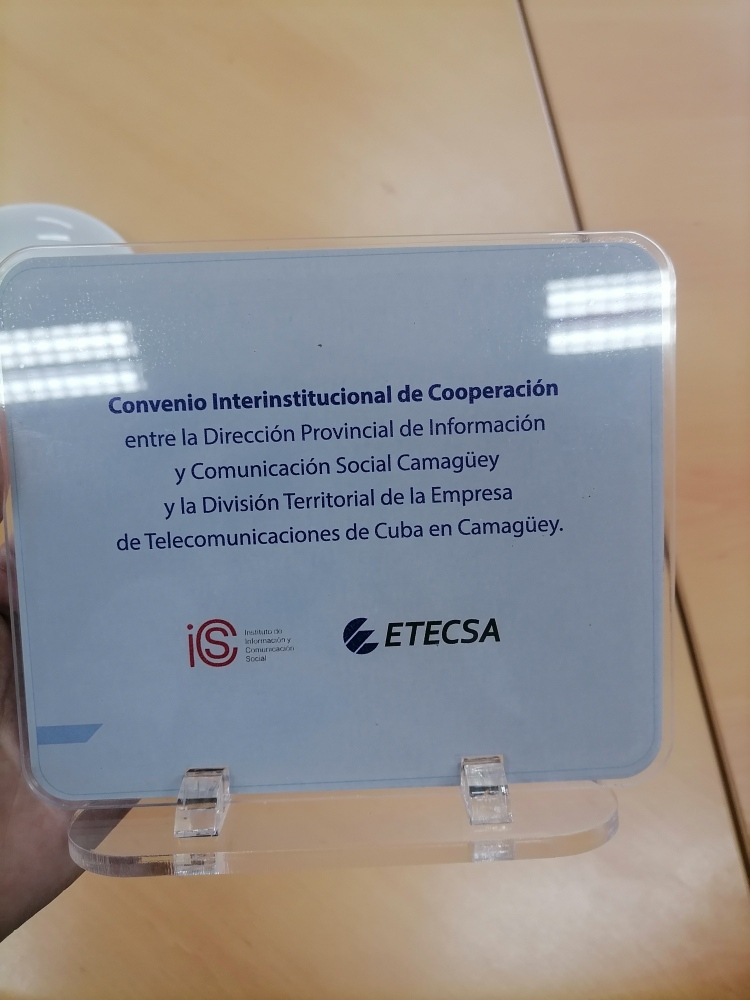 Convenio Interinstitucional de Cooperación
entre la Dirección Provincial de Información
y Comunicación Social Camagüey
y la División Territorial de la Empresa
de Telecomunicaciones de Cuba en Camagüey.
ics
Instituto de
Información y
Comunicación
Social
ETECSA